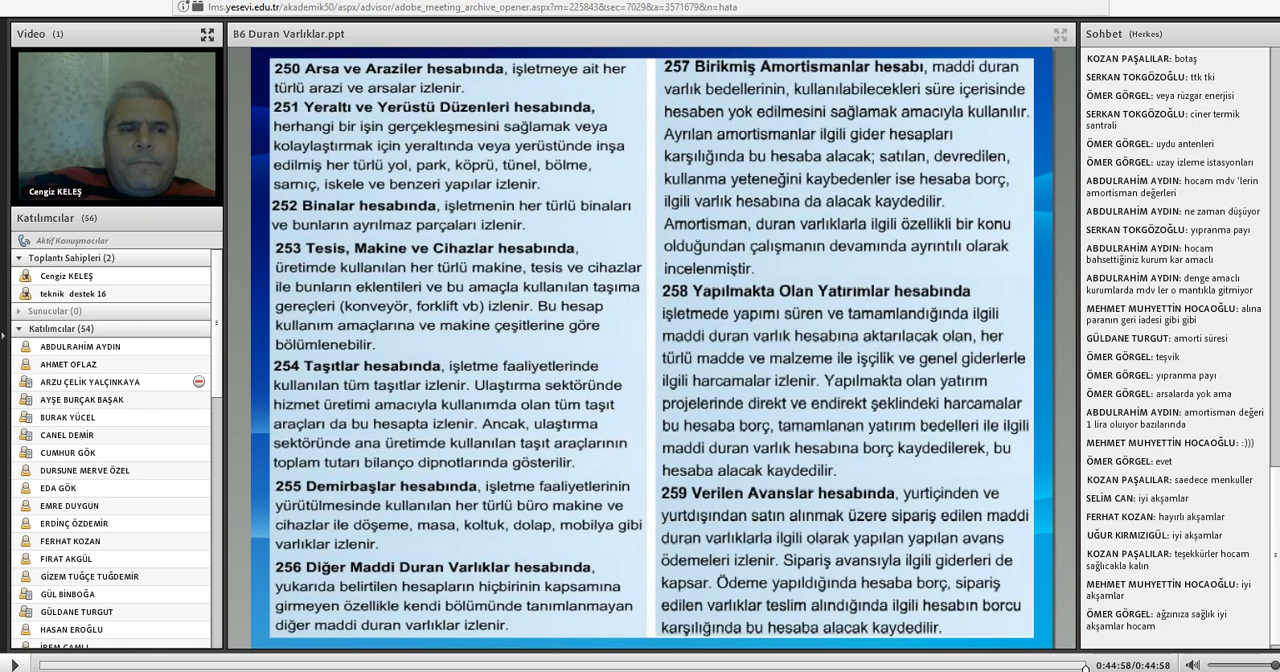 lms.yesevi.edu.tr/akademik50/aspx/advisor/adobe_meeting_archive_opener.aspx?m=225843&sec=7029&a=3571679&n=hata
Video (1)
Cengiz KELEŞ
Katılımcılar (56)
Aktif Konuşmacılar
Toplantı Sahipleri (2)
Cengiz KELEŞ
teknik destek 16
Sunucular (0)
Katılımcılar (54)
ABDULRAHİM AYDIN
AHMET OFLAZ
ARZU ÇELİK YALÇINKAYA
AYŞE BURÇAK BAŞAK
BURAK YÜCEL
CANEL DEMİR
CUMHUR GÖK
DURSUNE MERVE ÖZEL
EDA GÖK
EMRE DUYGUN
ERDİNÇ ÖZDEMİR
FERHAT KOZAN
FIRAT AKGÜL
GİZEM TUĞÇE TUĞDEMİR
GÜL BİNBOĞA
GÜLDANE TURGUT
HASAN EROĞLU
İREM CAMLI
B6 Duran Varlıklar.ppt
250 Arsa ve Araziler hesabında, işletmeye ait her
türlü arazi ve arsalar izlenir.
251 Yeraltı ve Yerüstü Düzenleri hesabında,
herhangi bir işin gerçekleşmesini sağlamak veya
kolaylaştırmak için yeraltında veya yerüstünde inşa
edilmiş her türlü yol, park, köprü, tünel, bölme,
sarnıç, iskele ve benzeri yapılar izlenir.
252 Binalar hesabında, işletmenin her türlü binaları
ve bunların ayrılmaz parçaları izlenir.
253 Tesis, Makine ve Cihazlar hesabında,
üretimde kullanılan her türlü makine, tesis ve cihazlar
ile bunların eklentileri ve bu amaçla kullanılan taşıma
gereçleri (konveyör, forklift vb) izlenir. Bu hesap
kullanım amaçlarına ve makine çeşitlerine göre
bölümlenebilir.
254 Taşıtlar hesabında, işletme faaliyetlerinde
kullanılan tüm taşıtlar izlenir. Ulaştırma sektöründe
hizmet üretimi amacıyla kullanımda olan tüm taşıt
araçları da bu hesapta izlenir. Ancak, ulaştırma
sektöründe ana üretimde kullanılan taşıt araçlarının
toplam tutarı bilanço dipnotlarında gösterilir.
255 Demirbaşlar hesabında, işletme faaliyetlerinin
yürütülmesinde kullanılan her türlü büro makine ve
cihazlar ile döşeme, masa, koltuk, dolap, mobilya gibi
varlıklar izlenir.
256 Diğer Maddi Duran Varlıklar hesabında,
yukarıda belirtilen hesapların hiçbirinin kapsamına
girmeyen özellikle kendi bölümünde tanımlanmayan
diğer maddi duran varlıklar izlenir.
257 Birikmiş Amortismanlar hesabı, maddi duran
varlık bedellerinin, kullanılabilecekleri süre içerisinde
hesaben yok edilmesini sağlamak amacıyla kullanılır.
Ayrılan amortismanlar ilgili gider hesapları
karşılığında bu hesaba alacak; satılan, devredilen,
kullanma yeteneğini kaybedenler ise hesaba borç,
ilgili varlık hesabına da alacak kaydedilir.
Amortisman, duran varlıklarla ilgili özellikli bir konu
olduğundan çalışmanın devamında ayrıntılı olarak
incelenmiştir.
258 Yapılmakta Olan Yatırımlar hesabında
işletmede yapımı süren ve tamamlandığında ilgili
maddi duran varlık hesabına aktarılacak olan, her
türlü madde ve malzeme ile işçilik ve genel giderlerle
ilgili harcamalar izlenir. Yapılmakta olan yatırım
projelerinde direkt ve endirekt şeklindeki harcamalar
bu hesaba borç, tamamlanan yatırım bedelleri ile ilgili
maddi duran varlık hesabına borç kaydedilerek, bu
hesaba alacak kaydedilir.
259 Verilen Avanslar hesabında, yurtiçinden ve
yurtdışından satın alınmak üzere sipariş edilen maddi
duran varlıklarla ilgili olarak yapılan yapılan avans
ödemeleri izlenir. Sipariş avansıyla ilgili giderleri de
kapsar. Ödeme yapıldığında hesaba borç, sipariş
edilen varlıklar teslim alındığında ilgili hesabın borcu
karşılığında bu hesaba alacak kaydedilir.
Sohbet (Herkes)
KOZAN PAŞALILAR: botaş
SERKAN TOKGÖZOĞLU: ttk tki
ÖMER GÖRGEL: veya rüzgar enerjisi
SERKAN TOKGÖZOĞLU: ciner termik
santrali
ÖMER GÖRGEL: uydu antenleri
ÖMER GÖRGEL: uzay izleme istasyonları
ABDULRAHİM AYDIN: hocam mdv 'lerin
amortisman değerleri
ABDULRAHİM AYDIN: ne zaman düşüyor
SERKAN TOKGÖZOĞLU: yıpranma payı
ABDULRAHİM AYDIN: hocam
bahsettiğiniz kurum kar amaclı
ABDULRAHİM AYDIN: denge amaclı
kurumlarda mdv ler o mantıkla gitmiyor
MEHMET MUHYETTİN HOCAOĞLU: alına
paranın geri iadesi gibi gibi
GÜLDANE TURGUT: amorti süresi
ÖMER GÖRGEL: teşvik
ÖMER GÖRGEL: yıpranma payı
ÖMER GÖRGEL: arsalarda yok ama
ABDULRAHİM AYDIN: amortisman değeri
1 lira oluıyor bazılarında
MEHMET MUHYETTİN HOCAOĞLU: :)))
ÖMER GÖRGEL: evet
KOZAN PAŞALILAR: saedece menkuller
SELİM CAN: iyi akşamlar
FERHAT KOZAN: hayırlı akşamlar
UĞUR KIRMIZIGÜL: iyi akşamlar
KOZAN PAŞALILAR: teşekkürler hocam
sağlıcakla kalın
MEHMET MUHYETTİN HOCAOĞLU: iyi
akşamlar
ÖMER GÖRGEL: ağzınıza sağlık iyi
akşamlar hocam
0:44:58/0:44:58